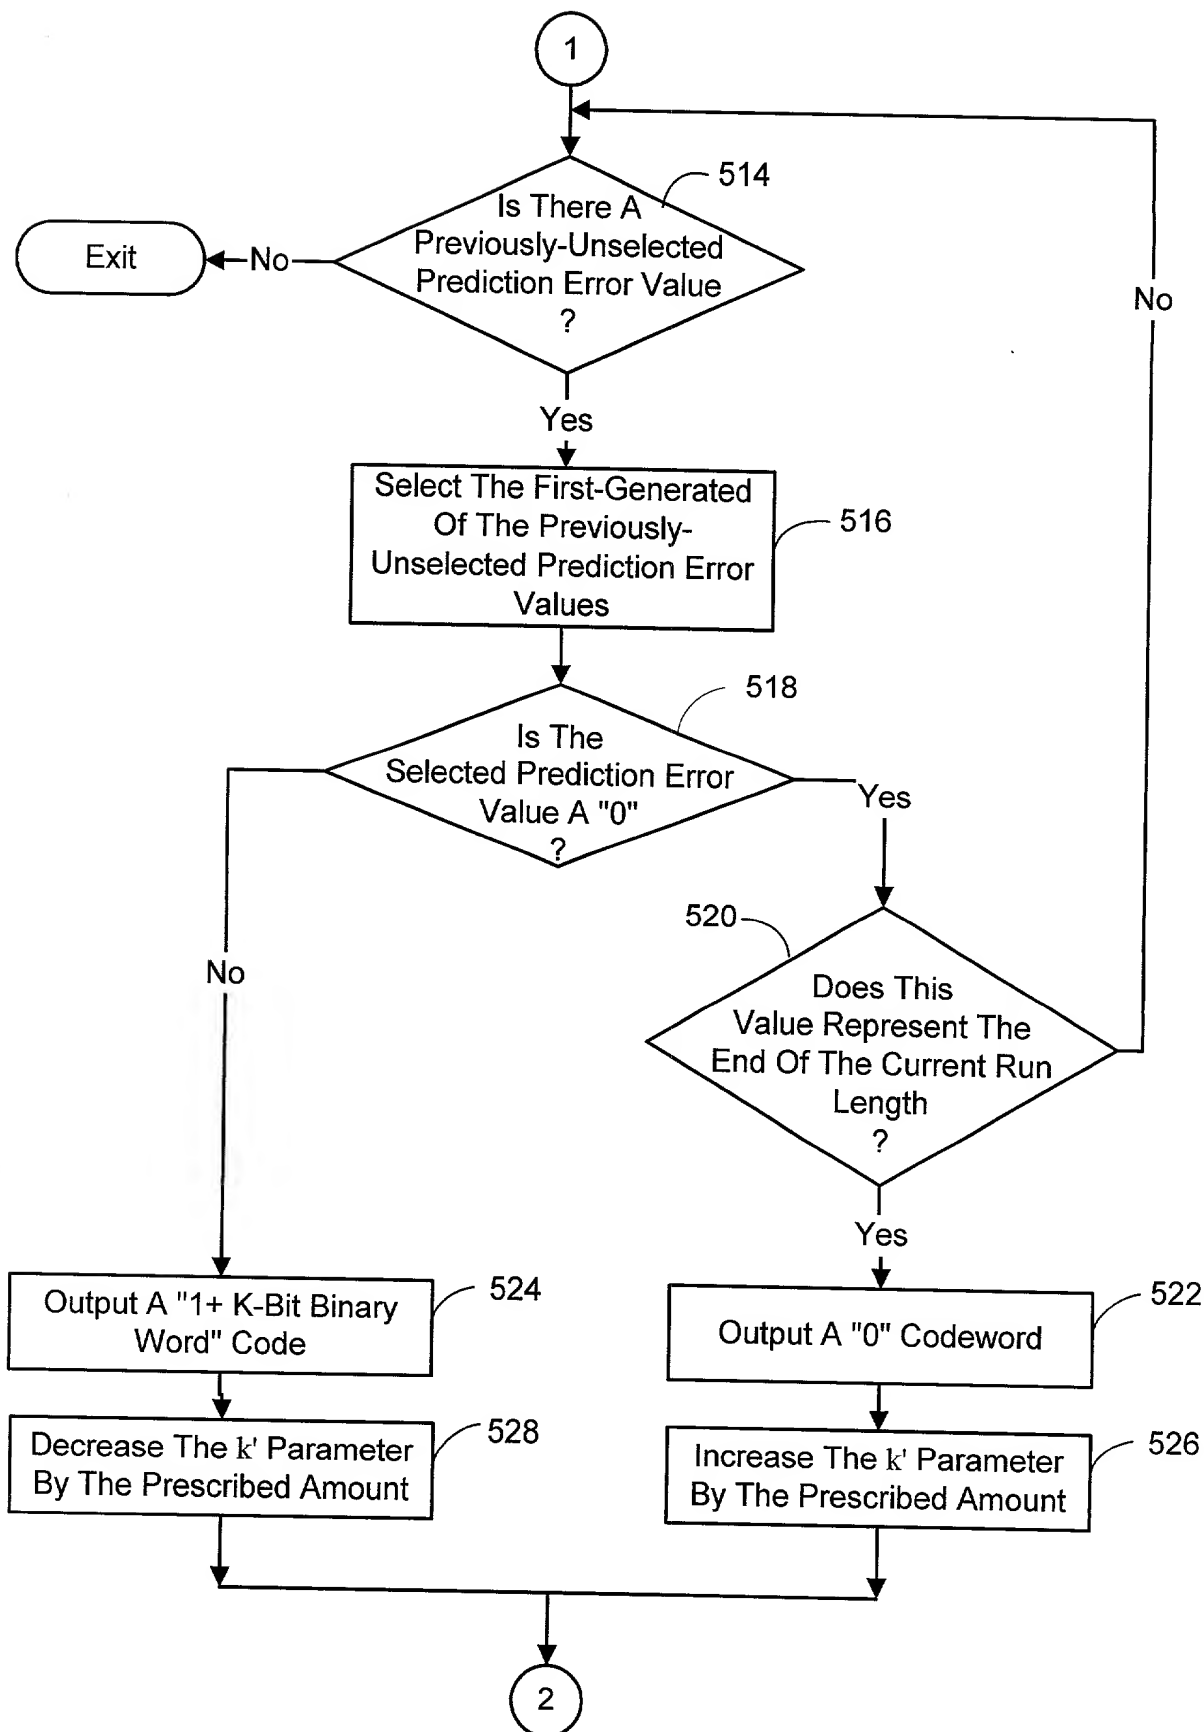 1
514
Is There A
Previously-Unselected
Prediction Error Value
?
Exit
No
No
Yes
Select The First-Generated
Of The Previously-
Unselected Prediction Error
Values
516
518
Is The
Selected Prediction Error
Value A "0"
?
Yes
520
No
Does This
Value Represent The
End Of The Current Run
Length
?
Yes
Output A "1+ K-Bit Binary
Word" Code
524
Output A "0" Codeword
522
Decrease The k' Parameter
By The Prescribed Amount
528
Increase The k' Parameter
By The Prescribed Amount
526
2